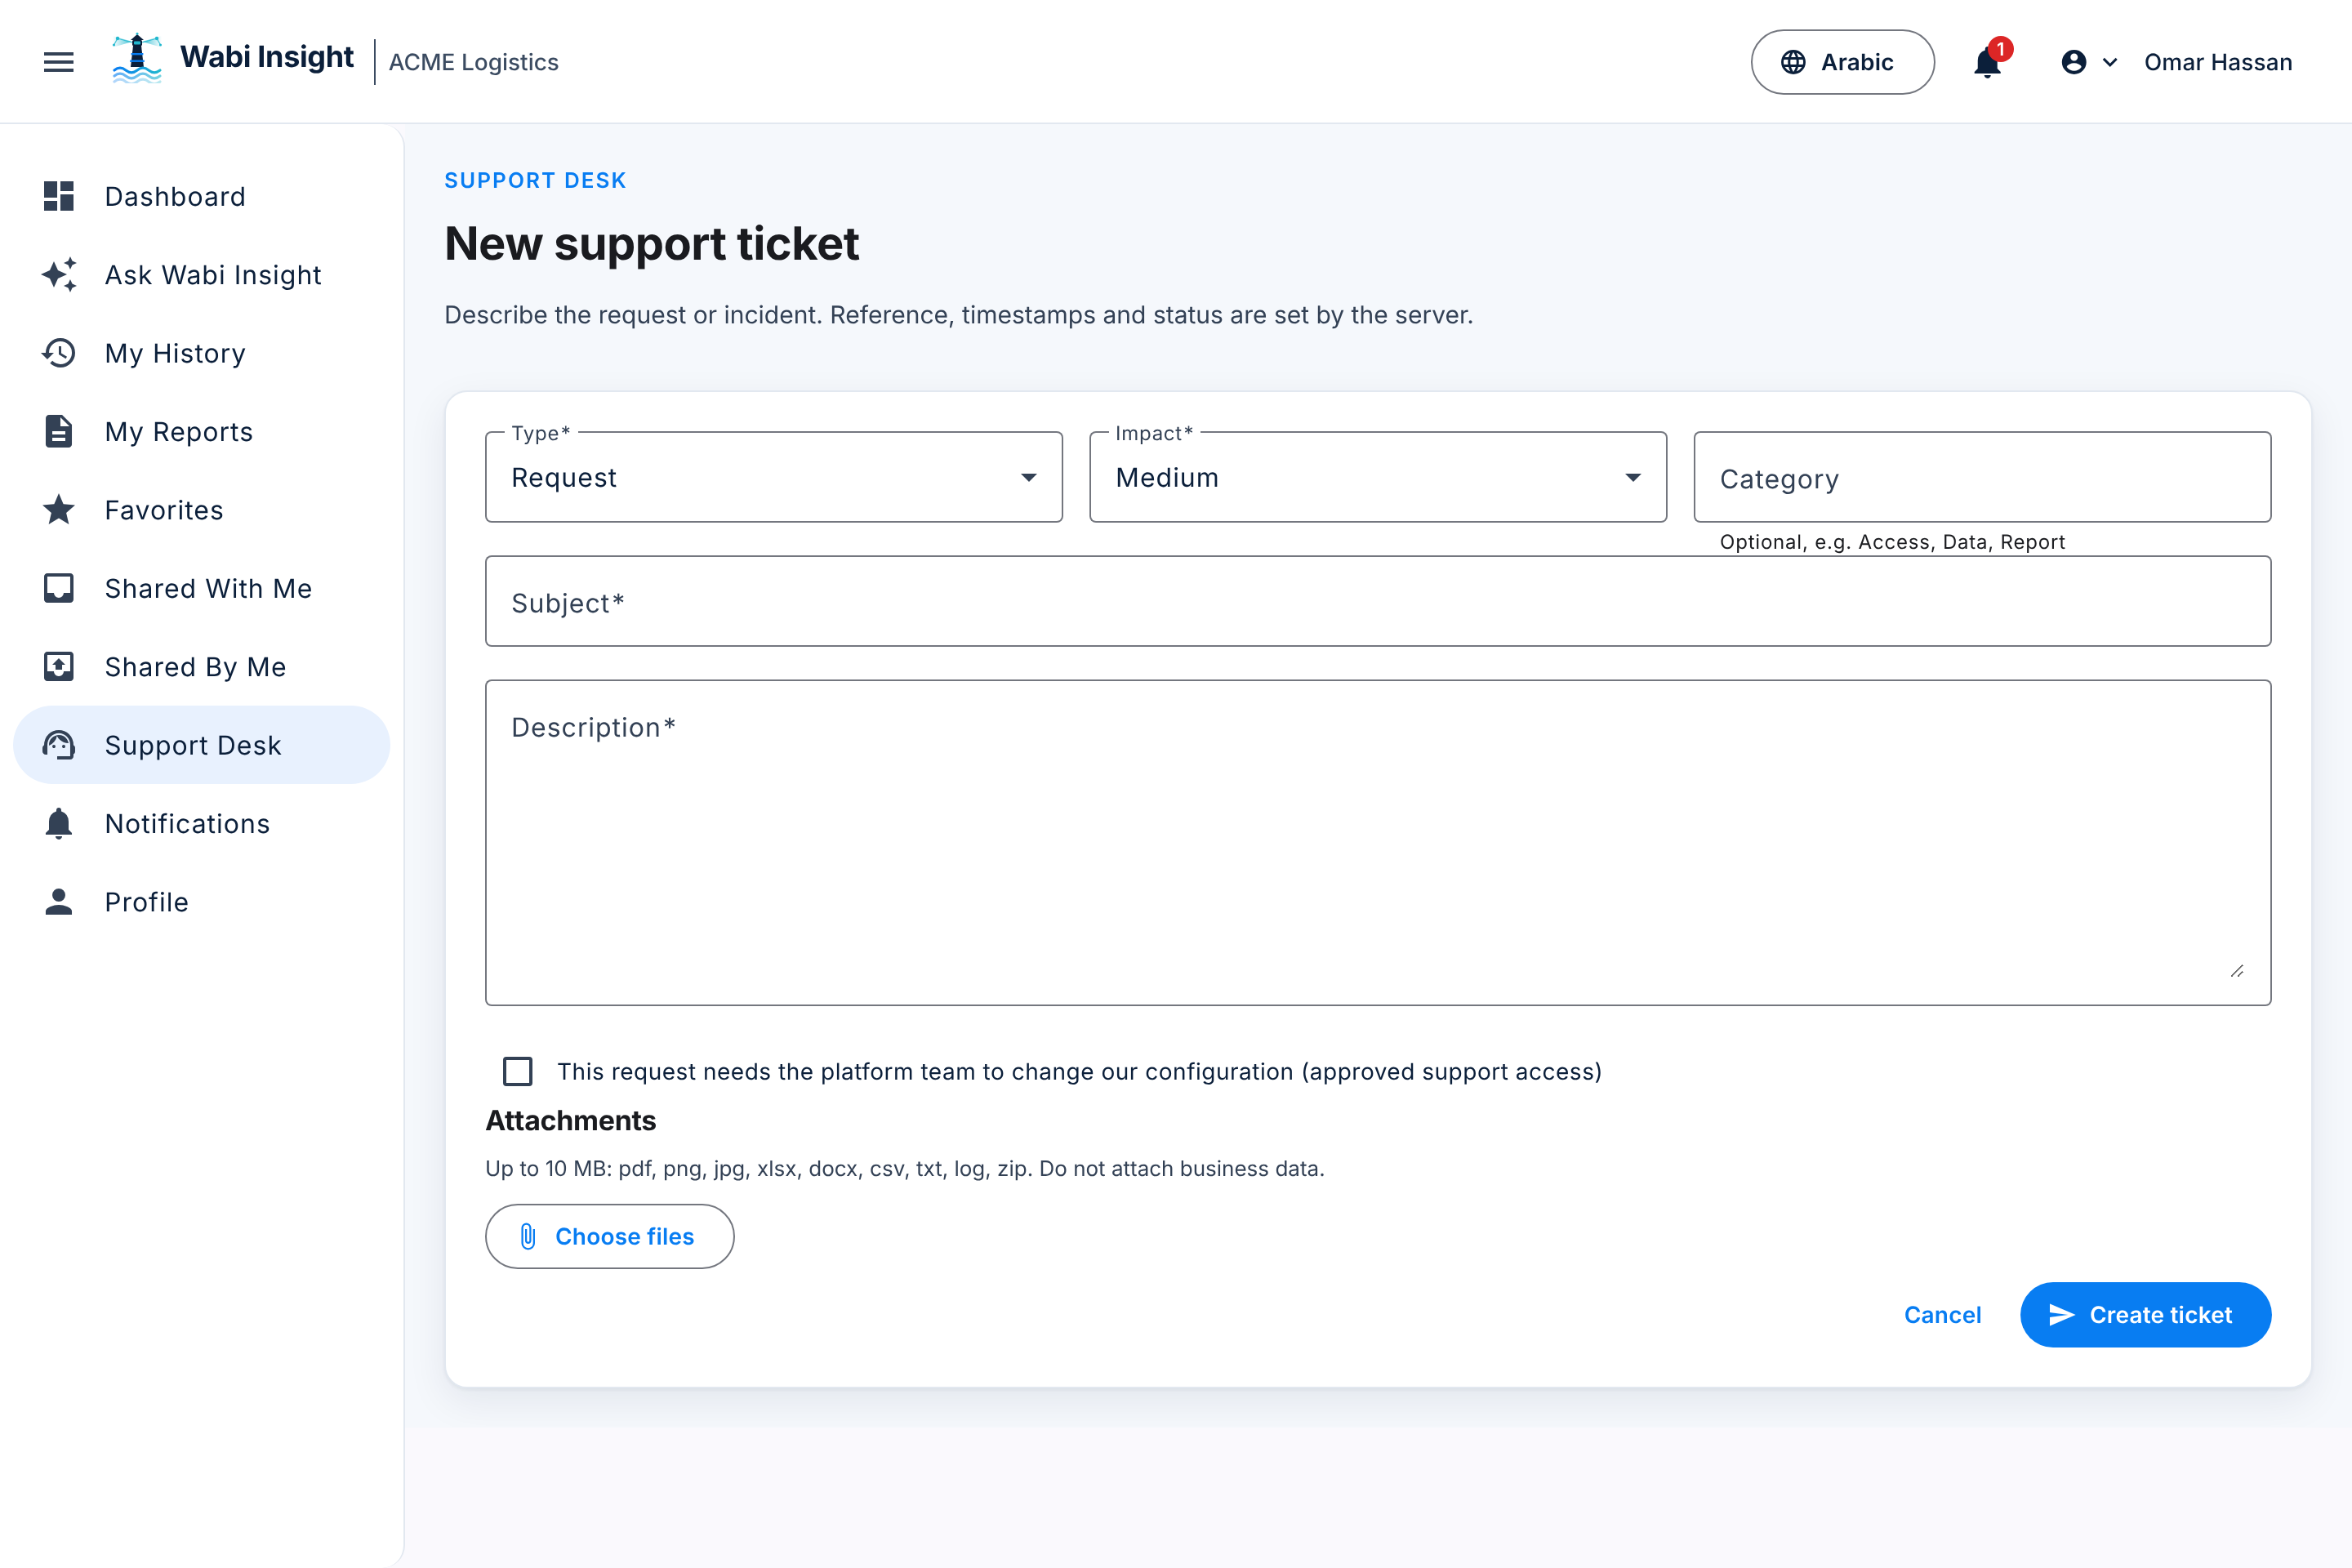 Wabi Insight
ACME Logistics
Arabic
1
Omar Hassan
Dashboard
Ask Wabi Insight
My History
My Reports
Favorites
Shared With Me
Shared By Me
Support Desk
Notifications
Profile
SUPPORT DESK
New support ticket
Describe the request or incident. Reference, timestamps and status are set by the server.
Type*
Request
Impact*
Medium
Category
Optional, e.g. Access, Data, Report
Subject*
Description*
This request needs the platform team to change our configuration (approved support access)
Attachments
Up to 10 MB: pdf, png, jpg, xlsx, docx, csv, txt, log, zip. Do not attach business data.
Choose files
Cancel
Create ticket